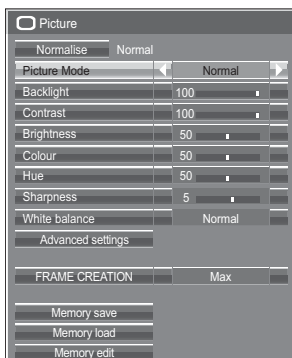 Picture
Normalise Normal
Picture Mode Normal
Backlight 100
Contrast 100
Brightness 50
Colour 50
Hue 50
Sharpness 5
White balance Normal
Advanced settings
FRAME CREATION Max
Memory save
Memory load
Memory edit